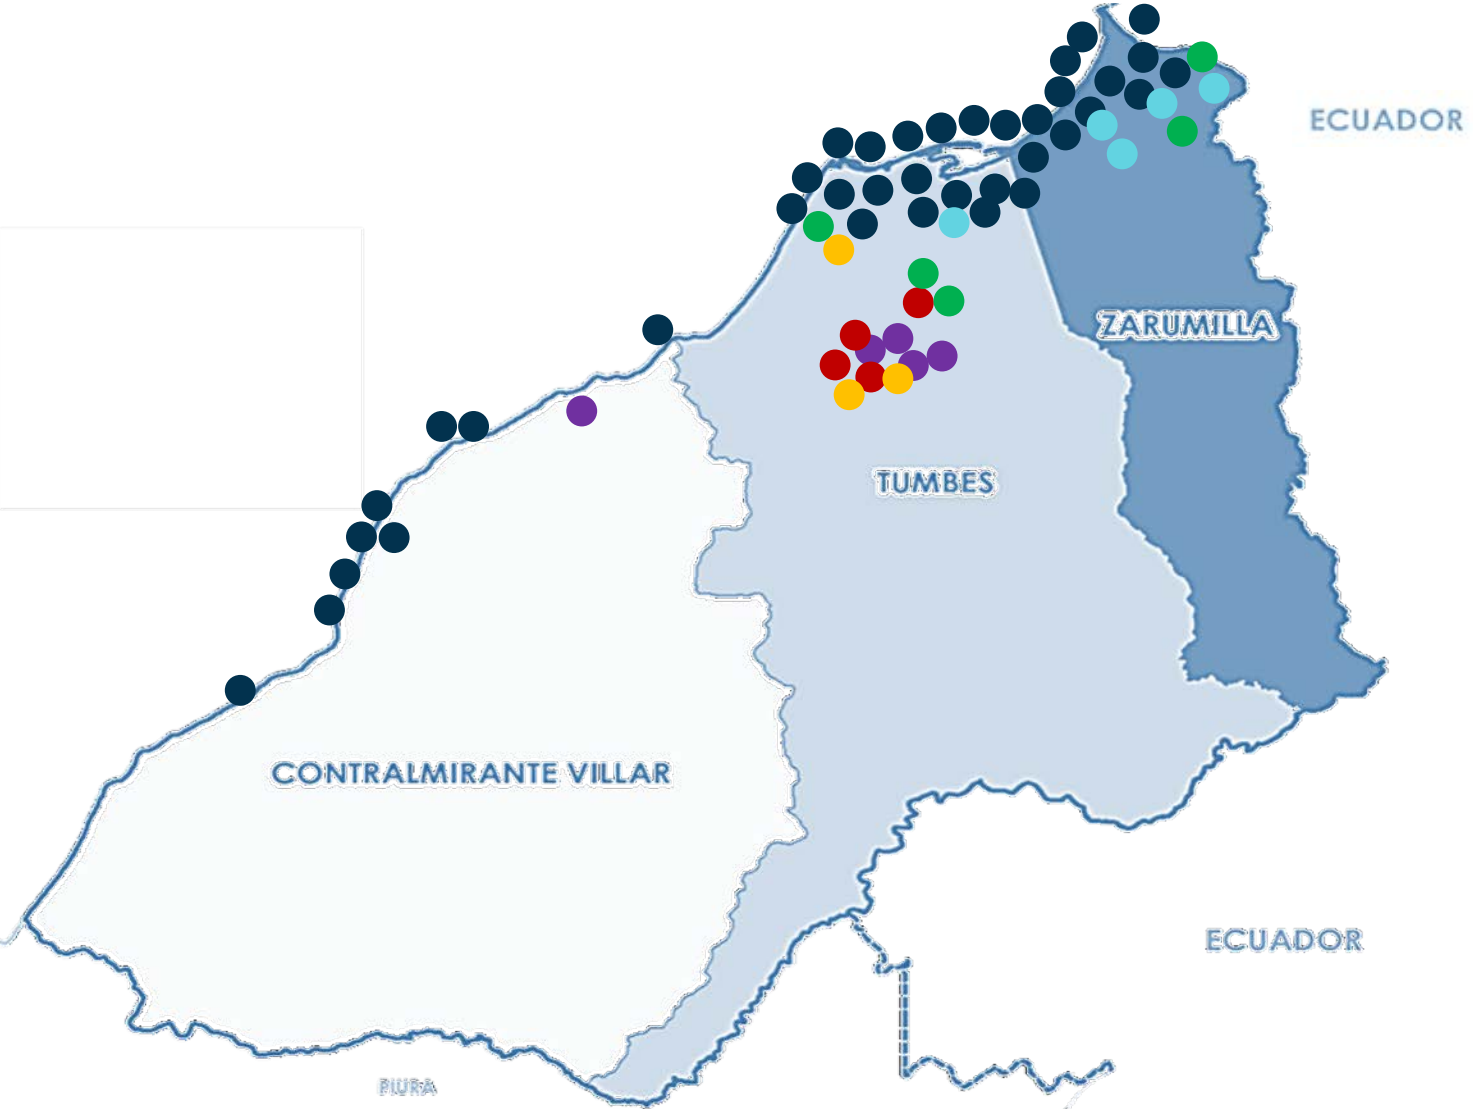 ECUADOR
ZARUMILLA
TUMBES
CONTRALMIRANTE VILLAR
ECUADOR
PIURA